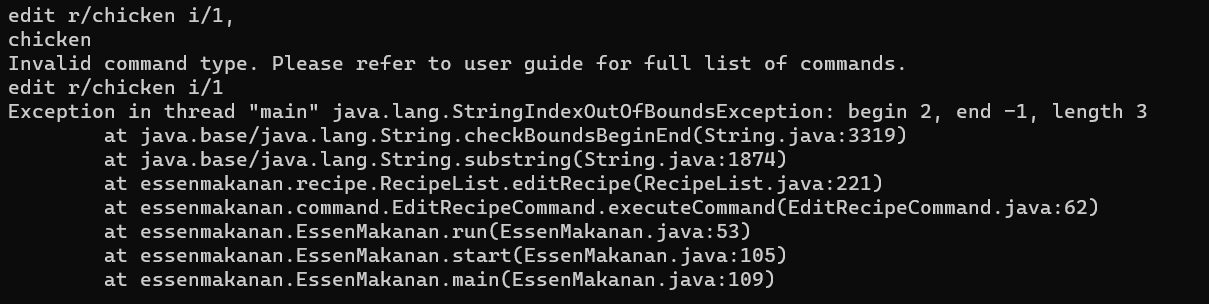 edit r/chicken i/1,
chicken
Invalid command type. Please refer to user guide for full list of commands.
edit r/chicken i/1
Exception in thread "main" java.lang.StringIndexOutOfBoundsException: begin 2, end -1, length 3
        at java.base/java.lang.String.checkBoundsBeginEnd(String.java:3319)
        at java.base/java.lang.String.substring(String.java:1874)
        at essenmakanan.recipe.RecipeList.editRecipe(RecipeList.java:221)
        at essenmakanan.command.EditRecipeCommand.executeCommand(EditRecipeCommand.java:62)
        at essenmakanan.EssenMakanan.run(EssenMakanan.java:53)
        at essenmakanan.EssenMakanan.start(EssenMakanan.java:105)
        at essenmakanan.EssenMakanan.main(EssenMakanan.java:109)